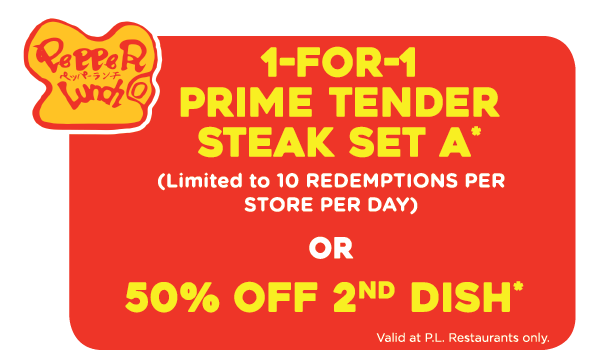 PePPeR
ペッパーランチ
Lunch
1-FOR-1
PRIME TENDER
STEAK SET A*
(Limited to 10 REDEMPTIONS PER
STORE PER DAY)
OR
50% OFF 2ND DISH*
Valid at P.L. Restaurants only.